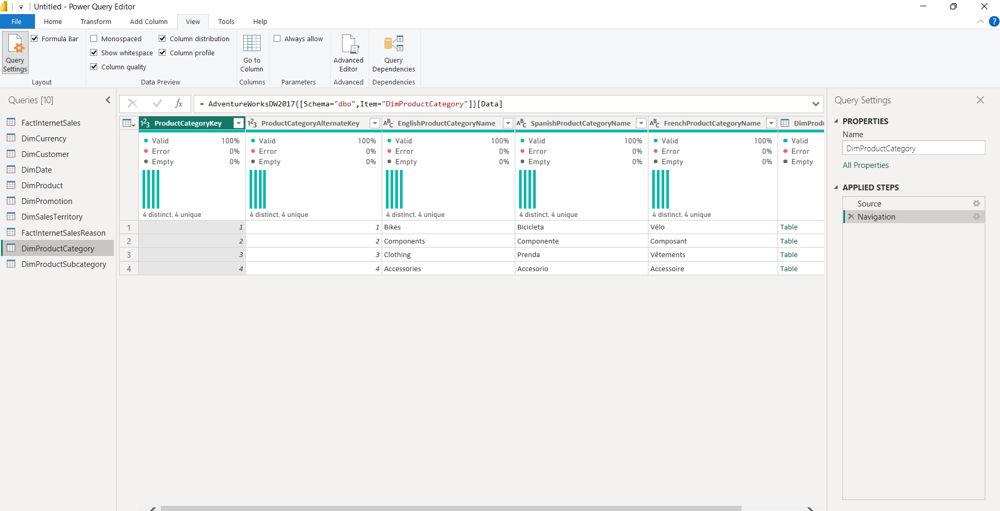 Untitled - Power Query Editor
File Home Transform Add Column View Tools Help
Query Settings
Formula Bar
Layout
Monospaced
Show whitespace
Column quality
Column distribution
Column profile
Data Preview
Go to Column
Columns
Always allow
Parameters
Advanced Editor
Advanced
Query Dependencies
Dependencies
Queries [10]
FactInternetSales
DimCurrency
DimCustomer
DimDate
DimProduct
DimPromotion
DimSalesTerritory
FactInternetSalesReason
DimProductCategory
DimProductSubcategory
fx
= AdventureWorksDW2017{[Schema="dbo",Item="DimProductCategory"]}[Data]
123 ProductCategoryKey 123 ProductCategoryAlternateKey ABC EnglishProductCategoryName ABC SpanishProductCategoryName ABC FrenchProductCategoryName DimProdu
Valid 100% Valid 100% Valid 100% Valid 100% Valid 100% Valid
Error 0% Error 0% Error 0% Error 0% Error 0% Error
Empty 0% Empty 0% Empty 0% Empty 0% Empty 0% Empty
4 distinct, 4 unique 4 distinct, 4 unique 4 distinct, 4 unique 4 distinct, 4 unique 4 distinct, 4 unique
1 1 1 Bikes Bicicleta Vélo Table
2 2 2 Components Componente Composant Table
3 3 3 Clothing Prenda Vêtements Table
4 4 4 Accessories Accesorio Accessoire Table
Query Settings
PROPERTIES
Name
DimProductCategory
All Properties
APPLIED STEPS
Source
Navigation